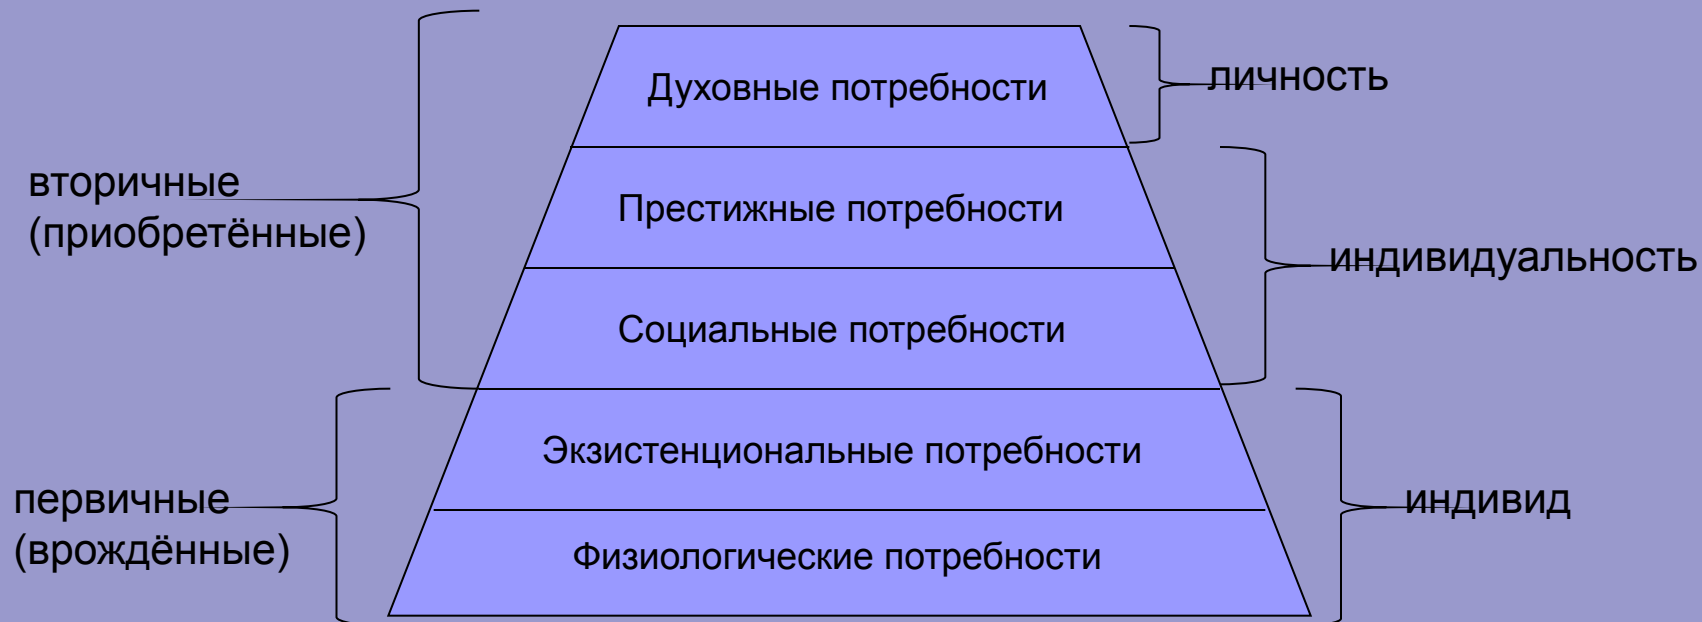 Духовные потребности
личность
вторичные
(приобретённые)
Престижные потребности
индивидуальность
Социальные потребности
Экзистенциональные потребности
первичные
(врождённые)
индивид
Физиологические потребности